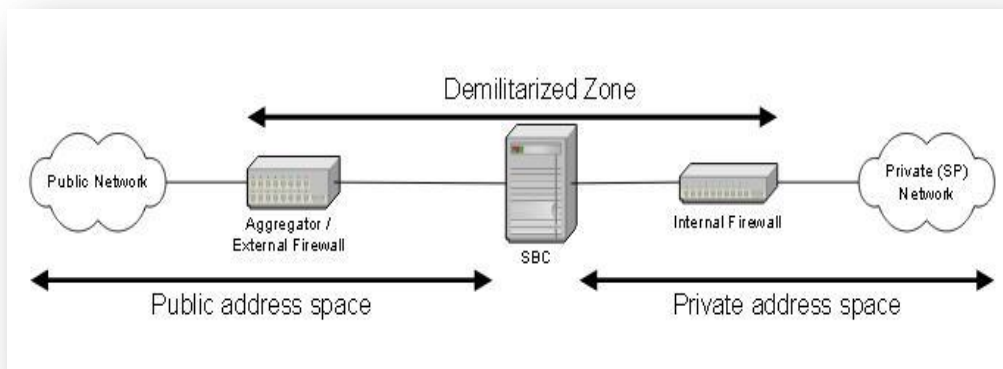 Demilitarized Zone
Public Network
Aggregator /
External Firewall
SBC
Internal Firewall
Private (SP)
Network
Public address space
Private address space